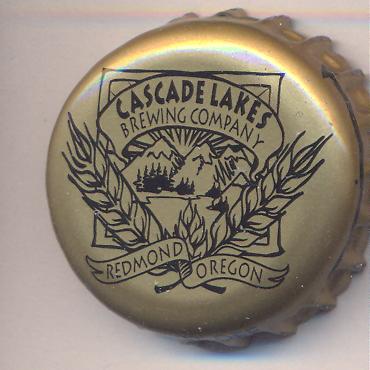 CASCADE LAKES
BREWING COMPANY
REDMOND OREGON